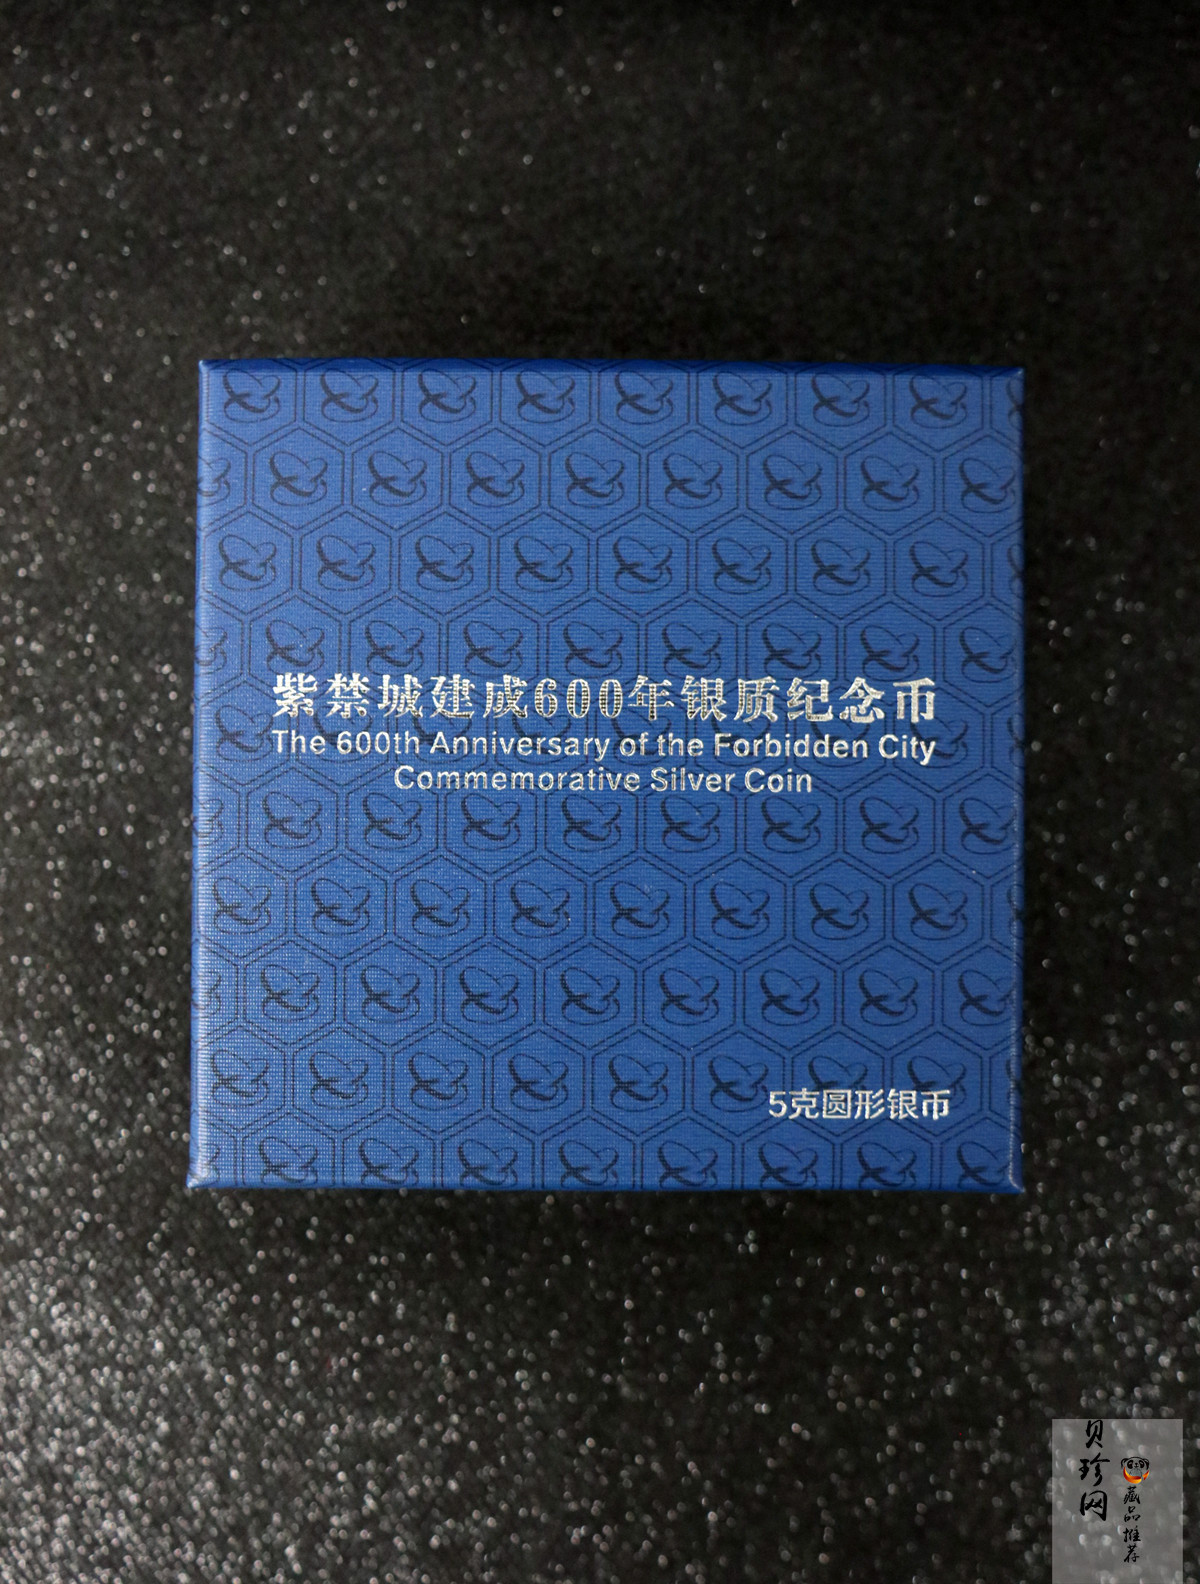 紫禁城建成600年银质纪念币
The 600th Anniversary of the Forbidden City
Commemorative Silver Coin
5克圆形银币
贝珍网
藏品推荐